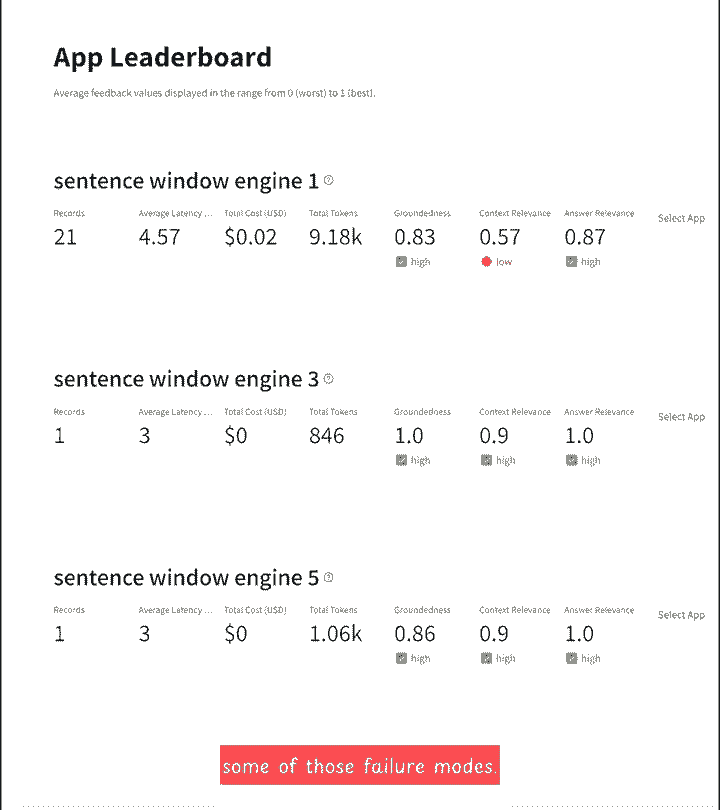 App Leaderboard
Average feedback values displayed in the range from 0 (worst) to 1 (best).
sentence window engine 1
Records Average Latency ... Total Cost (USD) Total Tokens Groundedness Context Relevance Answer Relevance
Select App
21 4.57 $0.02 9.18k 0.83 0.57 0.87
high low high
sentence window engine 3
Records Average Latency ... Total Cost (USD) Total Tokens Groundedness Context Relevance Answer Relevance
Select App
1 3 $0 846 1.0 0.9 1.0
high high high
sentence window engine 5
Records Average Latency ... Total Cost (USD) Total Tokens Groundedness Context Relevance Answer Relevance
Select App
1 3 $0 1.06k 0.86 0.9 1.0
high high high
some of those failure modes.